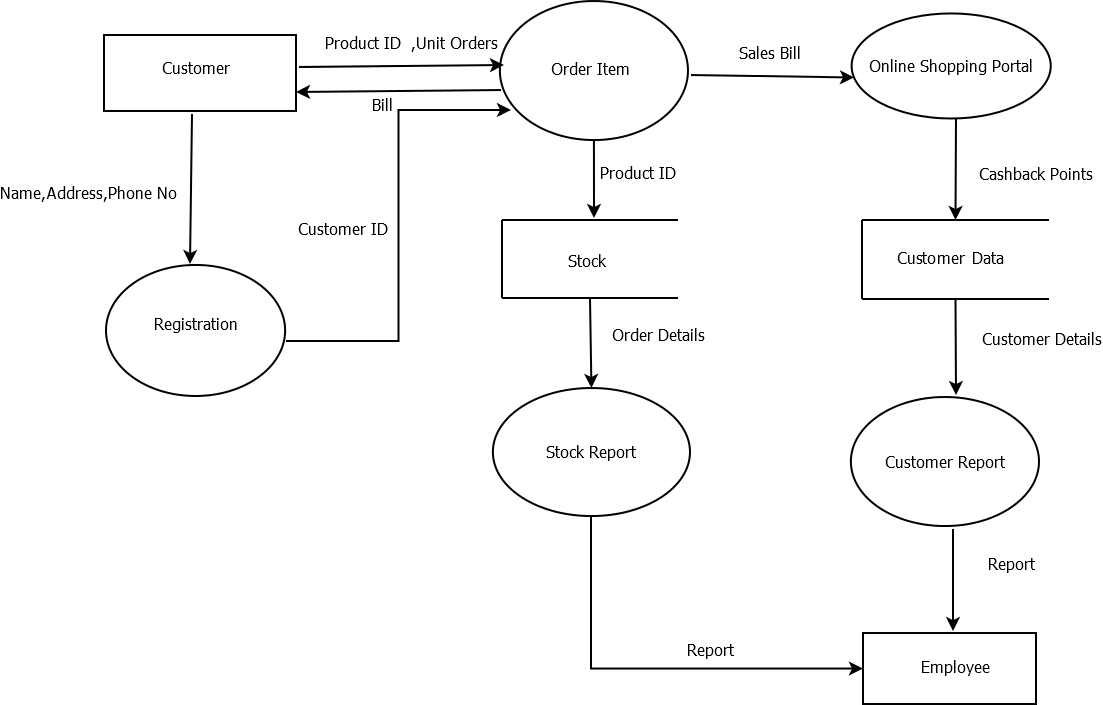 Product ID  ,Unit Orders
Sales Bill
Customer
Order Item
Online Shopping Portal
Bill
Product ID
Cashback Points
Name,Address,Phone No
Customer ID
Stock
Customer Data
Registration
Order Details
Customer Details
Stock Report
Customer Report
Report
Report
Employee